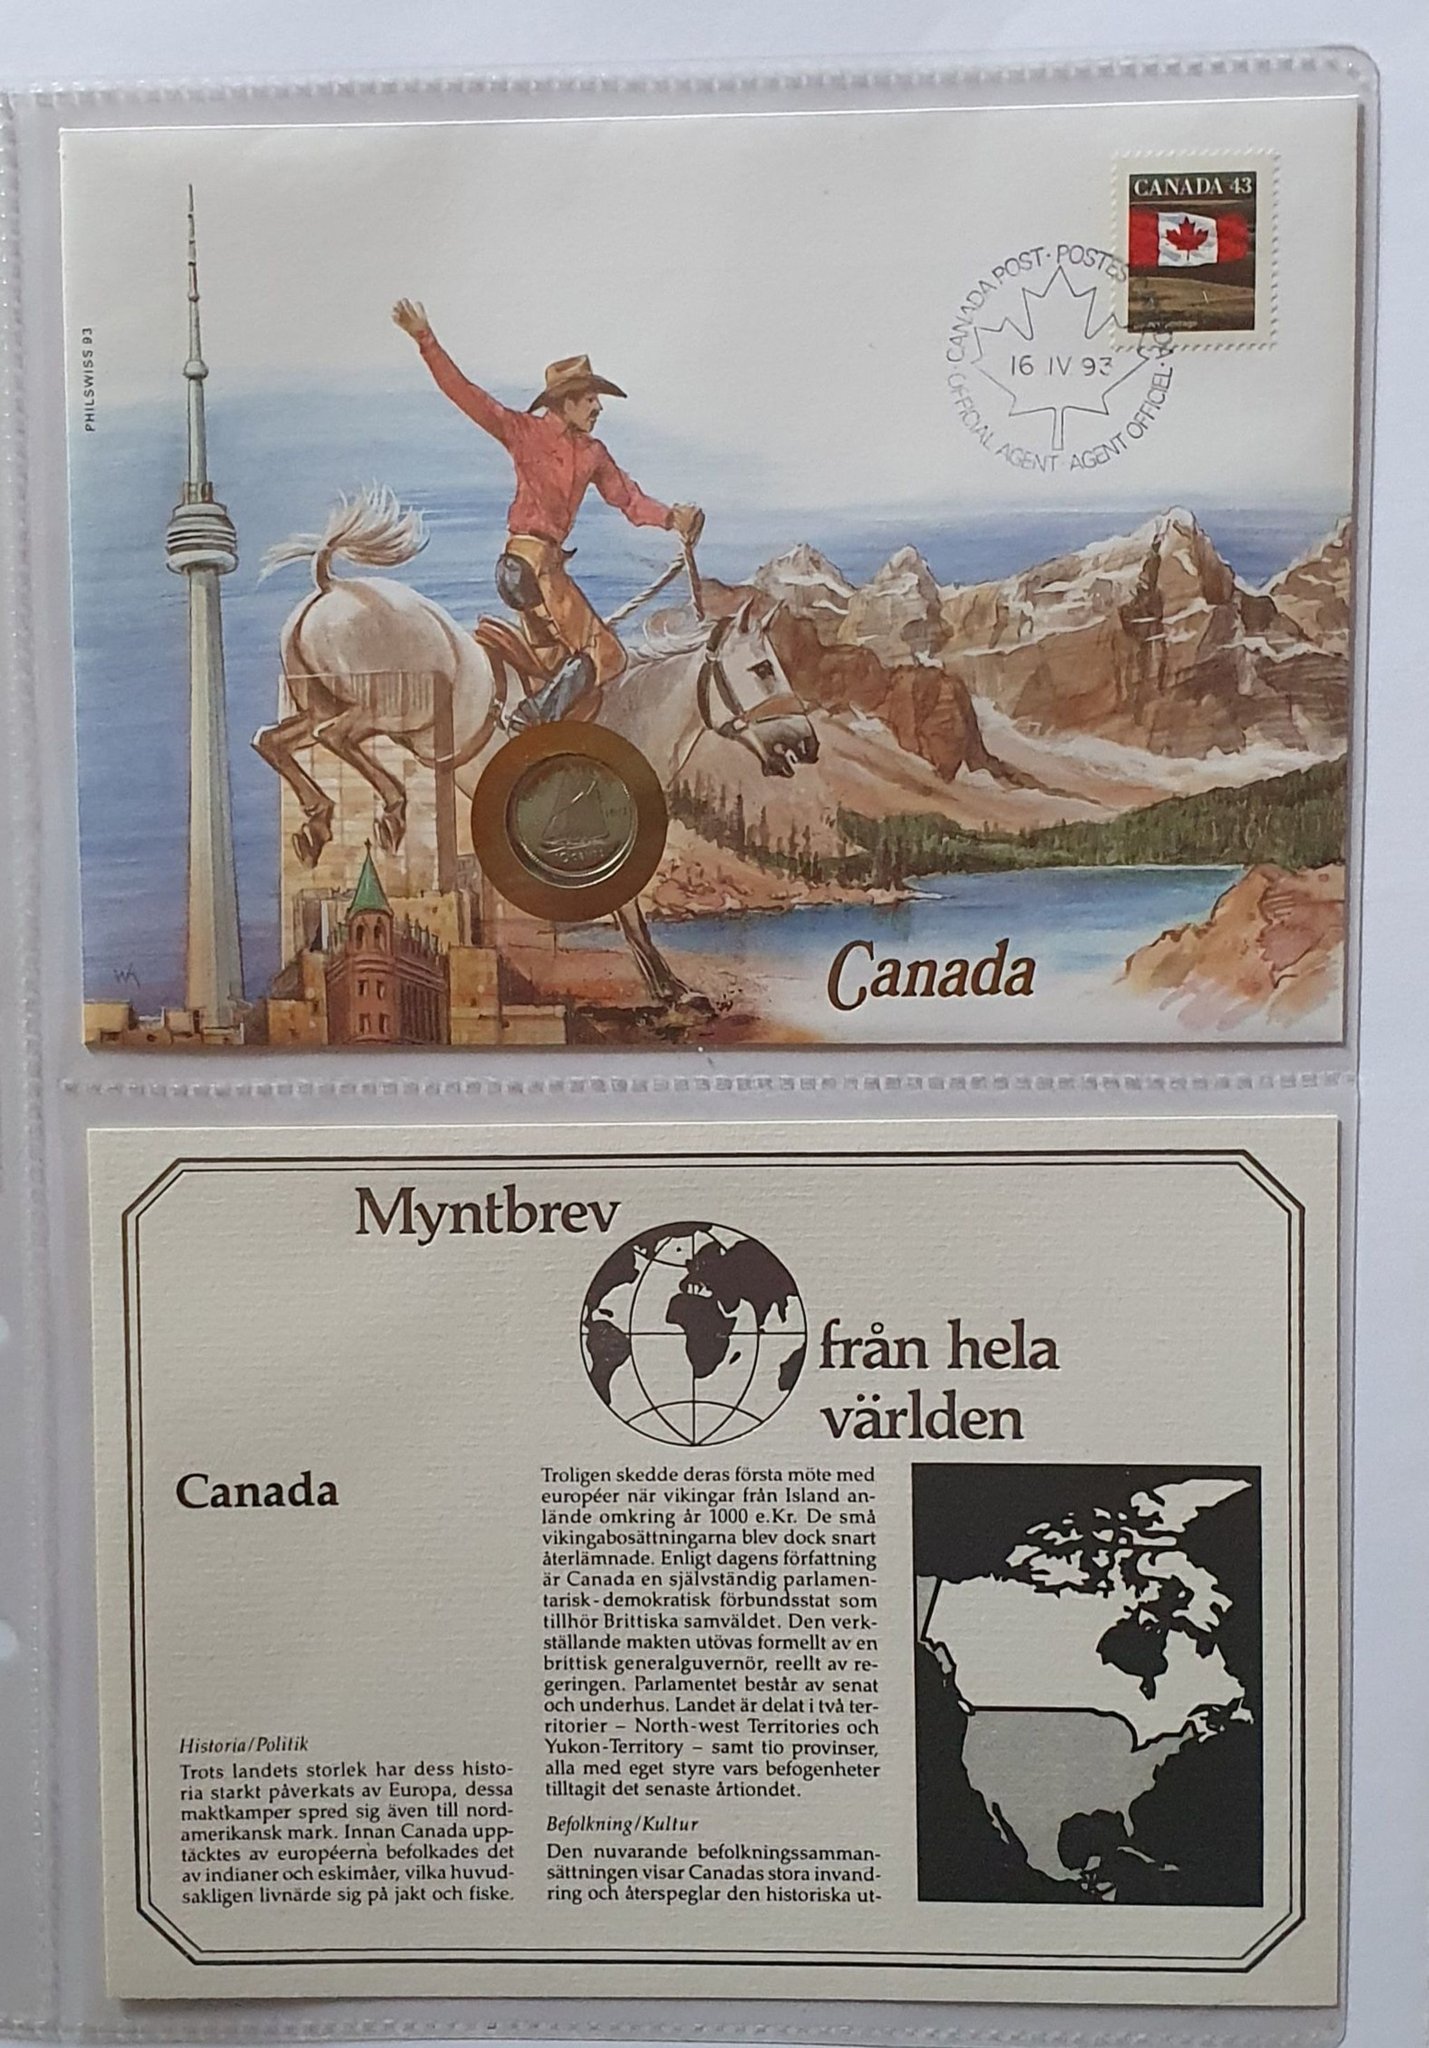 CANADA 43
CANADA POST · POSTES
16 IV 93
OFFICIAL AGENT · AGENT OFFICIEL
PHILSWISS 93
Canada
Myntbrev
från hela
världen
Canada
Historia/Politik
Trots landets storlek har dess histo-
ria starkt påverkats av Europa, dessa
maktkamper spred sig även till nord-
amerikansk mark. Innan Canada upp-
täcktes av européerna befolkades det
av indianer och eskimåer, vilka huvud-
sakligen livnärde sig på jakt och fiske.
Troligen skedde deras första möte med
européer när vikingar från Island an-
lände omkring år 1000 e.Kr. De små
vikingabosättningarna blev dock snart
återlämnade. Enligt dagens författning
är Canada en självständig parlamen-
tarisk-demokratisk förbundsstat som
tillhör Brittiska samväldet. Den verk-
ställande makten utövas formellt av en
brittisk generalguvernör, reellt av re-
geringen. Parlamentet består av senat
och underhus. Landet är delat i två ter-
ritorier – North-west Territories och
Yukon-Territory – samt tio provinser,
alla med eget styre vars befogenheter
tilltagit det senaste årtiondet.
Befolkning/Kultur
Den nuvarande befolkningssamman-
sättningen visar Canadas stora invand-
ring och återspeglar den historiska ut-